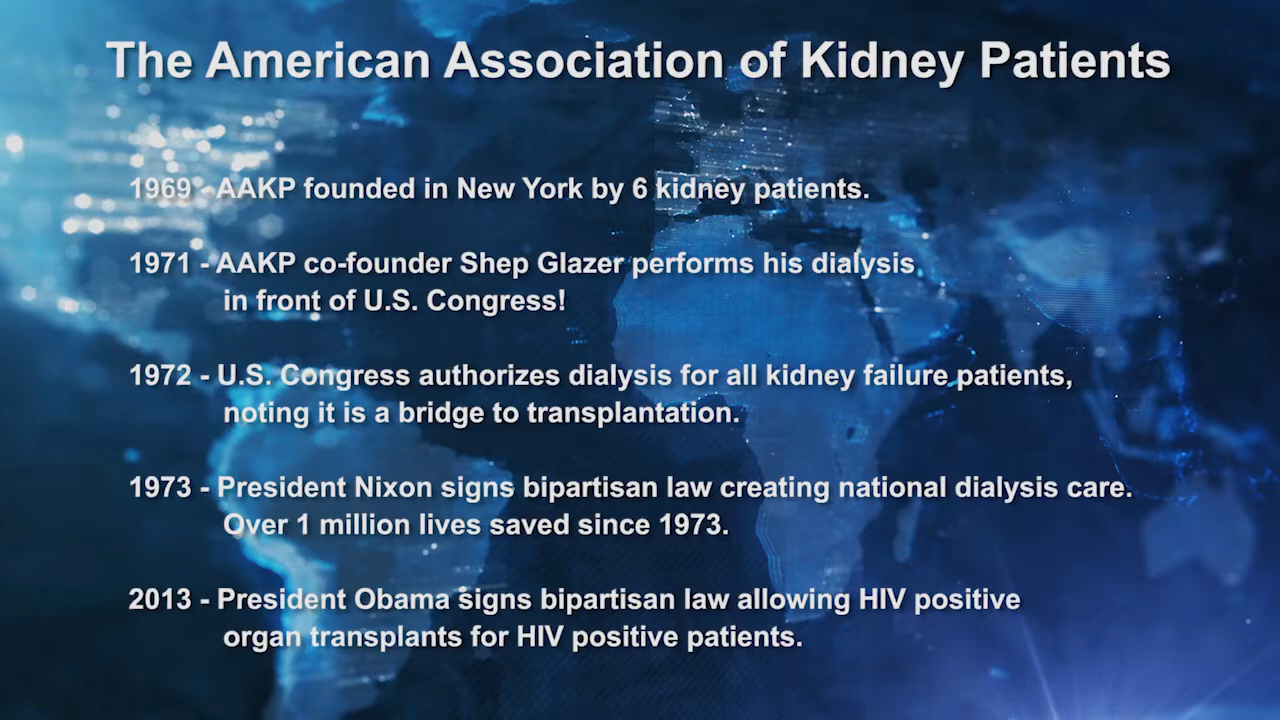 The American Association of Kidney Patients
1969 - AAKP founded in New York by 6 kidney patients.
1971 - AAKP co-founder Shep Glazer performs his dialysis
in front of U.S. Congress!
1972 - U.S. Congress authorizes dialysis for all kidney failure patients,
noting it is a bridge to transplantation.
1973 - President Nixon signs bipartisan law creating national dialysis care.
Over 1 million lives saved since 1973.
2013 - President Obama signs bipartisan law allowing HIV positive
organ transplants for HIV positive patients.